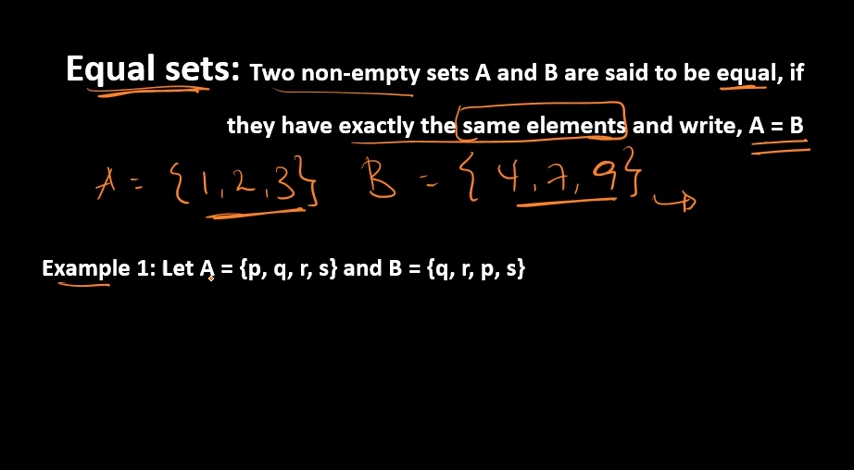 Equal sets: Two non-empty sets A and B are said to be equal, if
they have exactly the same elements and write, A = B
A = {1, 2, 3} B = {4, 7, 9}
Example 1: Let A = {p, q, r, s} and B = {q, r, p, s}